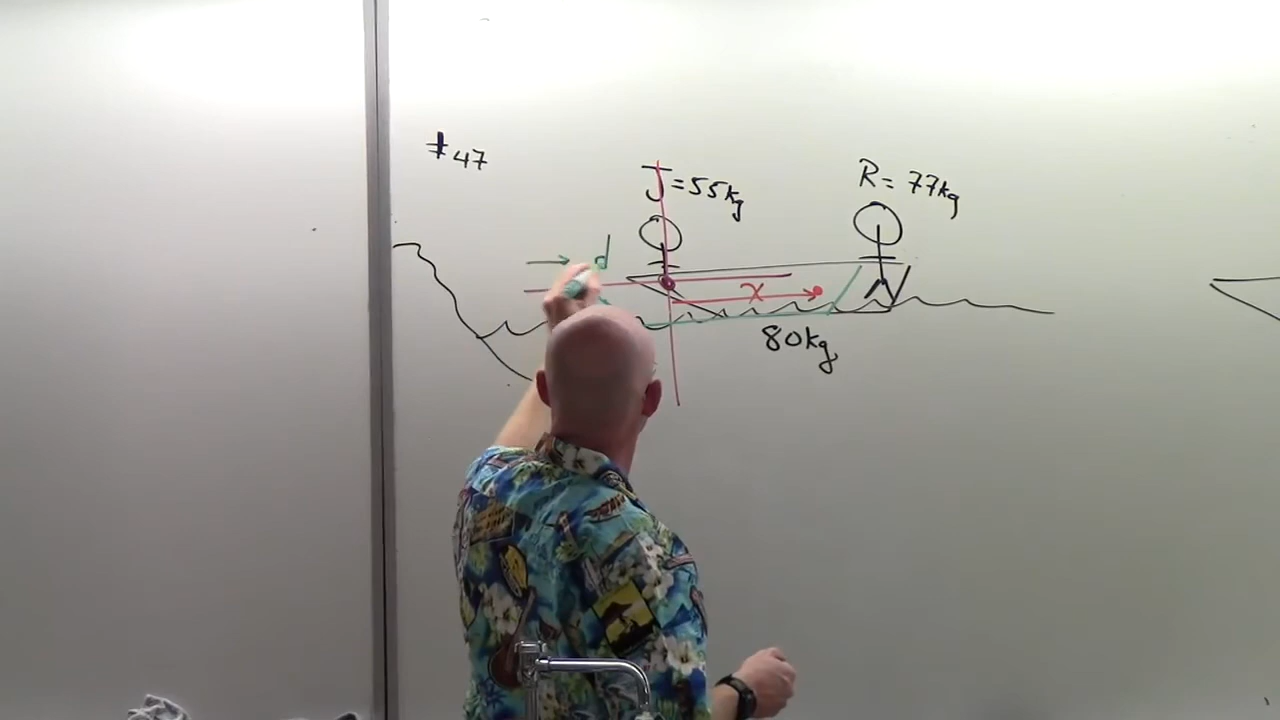 #47
J = 55kg
R = 77kg
d
x
80kg